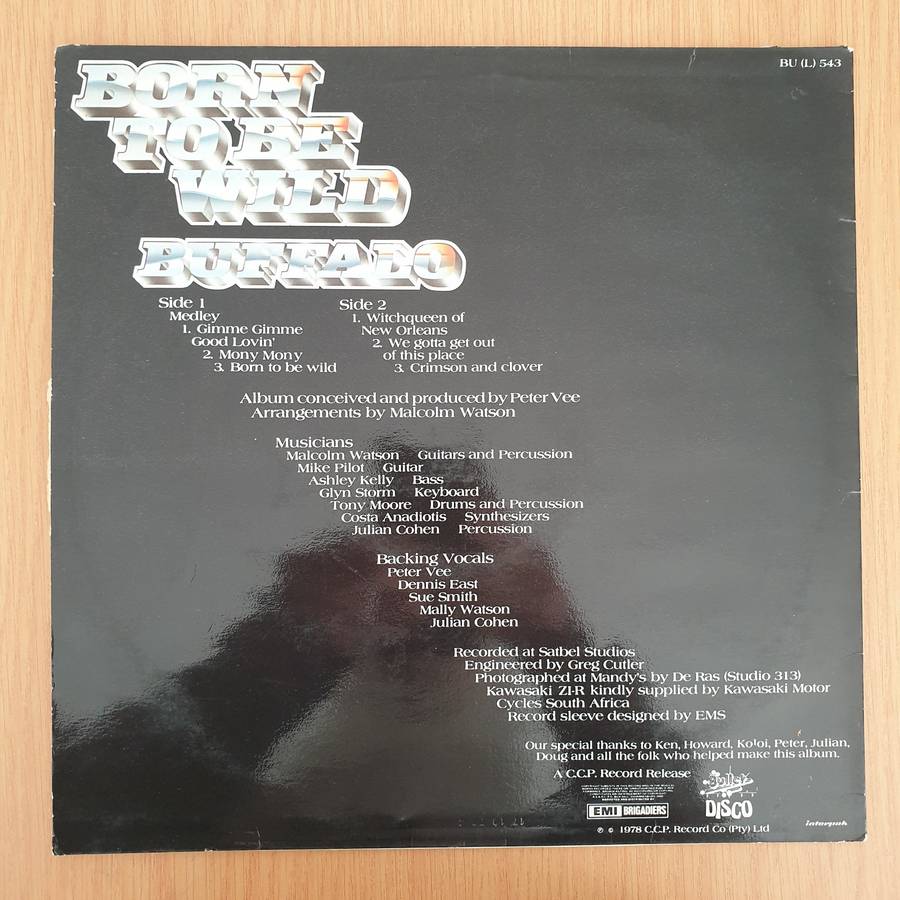 BU (L) 543
BORN
TO BE
WILD
BUFFALO
Side 1
Medley
1. Gimme Gimme
Good Lovin'
2. Mony Mony
3. Born to be wild
Side 2
1. Witchqueen of
New Orleans
2. We gotta get out
of this place
3. Crimson and clover
Album conceived and produced by Peter Vee
Arrangements by Malcolm Watson
Musicians
Malcolm Watson Guitars and Percussion
Mike Pilot Guitar
Ashley Kelly Bass
Glyn Storm Keyboard
Tony Moore Drums and Percussion
Costa Anadiotis Synthesizers
Julian Cohen Percussion
Backing Vocals
Peter Vee
Dennis East
Sue Smith
Mally Watson
Julian Cohen
Recorded at Satbel Studios
Engineered by Greg Cutler
Photographed at Mandy's by De Ras (Studio 313)
Kawasaki Z1-R kindly supplied by Kawasaki Motor
Cycles South Africa
Record sleeve designed by EMS
Our special thanks to Ken, Howard, Koloi, Peter, Julian,
Doug and all the folk who helped make this album.
A C.C.P. Record Release
EMI BRIGADIERS
Bullet
DISCO
℗ © 1978 C.C.P. Record Co (Pty) Ltd
interpak